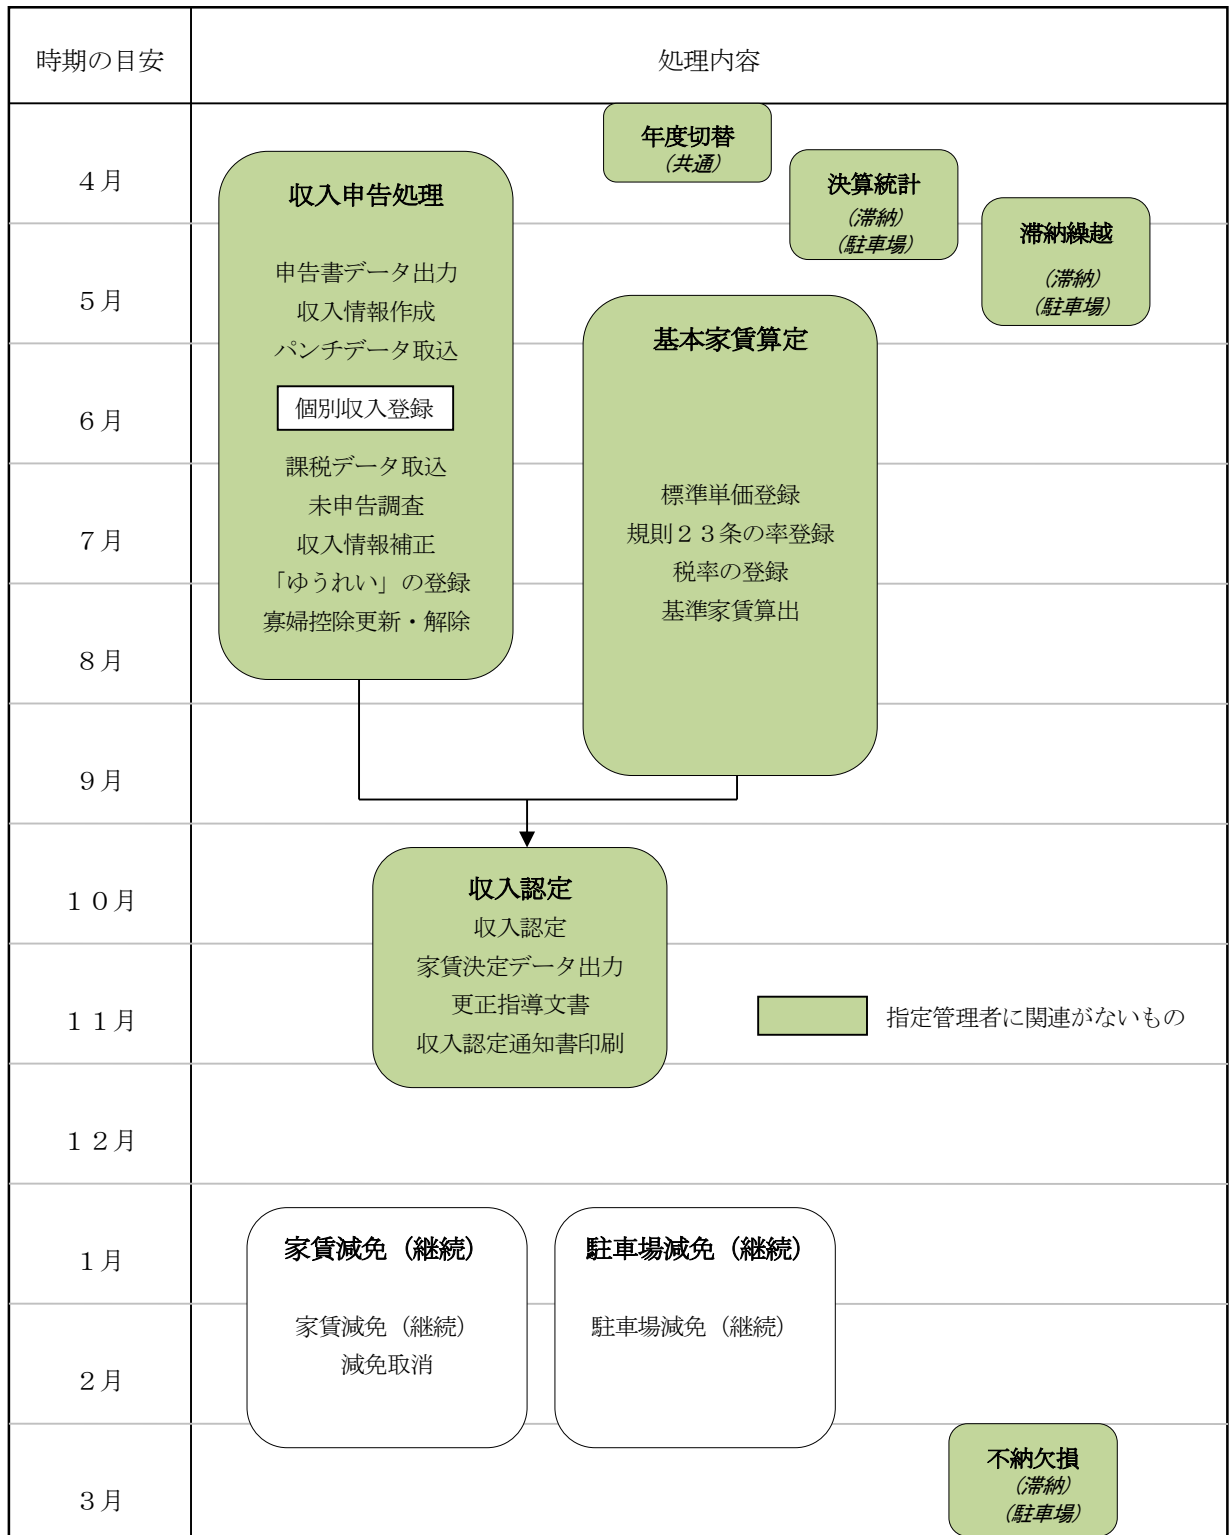 時期の目安
処理内容
４月
年度切替
（共通）
決算統計
（滞納）
（駐車場）
滞納繰越
（滞納）
（駐車場）
収入申告処理
申告書データ出力
収入情報作成
パンチデータ取込
個別収入登録
課税データ取込
未申告調査
収入情報補正
「ゆうれい」の登録
寡婦控除更新・解除
５月
基本家賃算定
標準単価登録
規則２３条の率登録
税率の登録
基準家賃算出
６月
７月
８月
９月
１０月
収入認定
収入認定
家賃決定データ出力
更正指導文書
収入認定通知書印刷
１１月
指定管理者に関連がないもの
１２月
１月
家賃減免（継続）
家賃減免（継続）
減免取消
駐車場減免（継続）
駐車場減免（継続）
２月
３月
不納欠損
（滞納）
（駐車場）